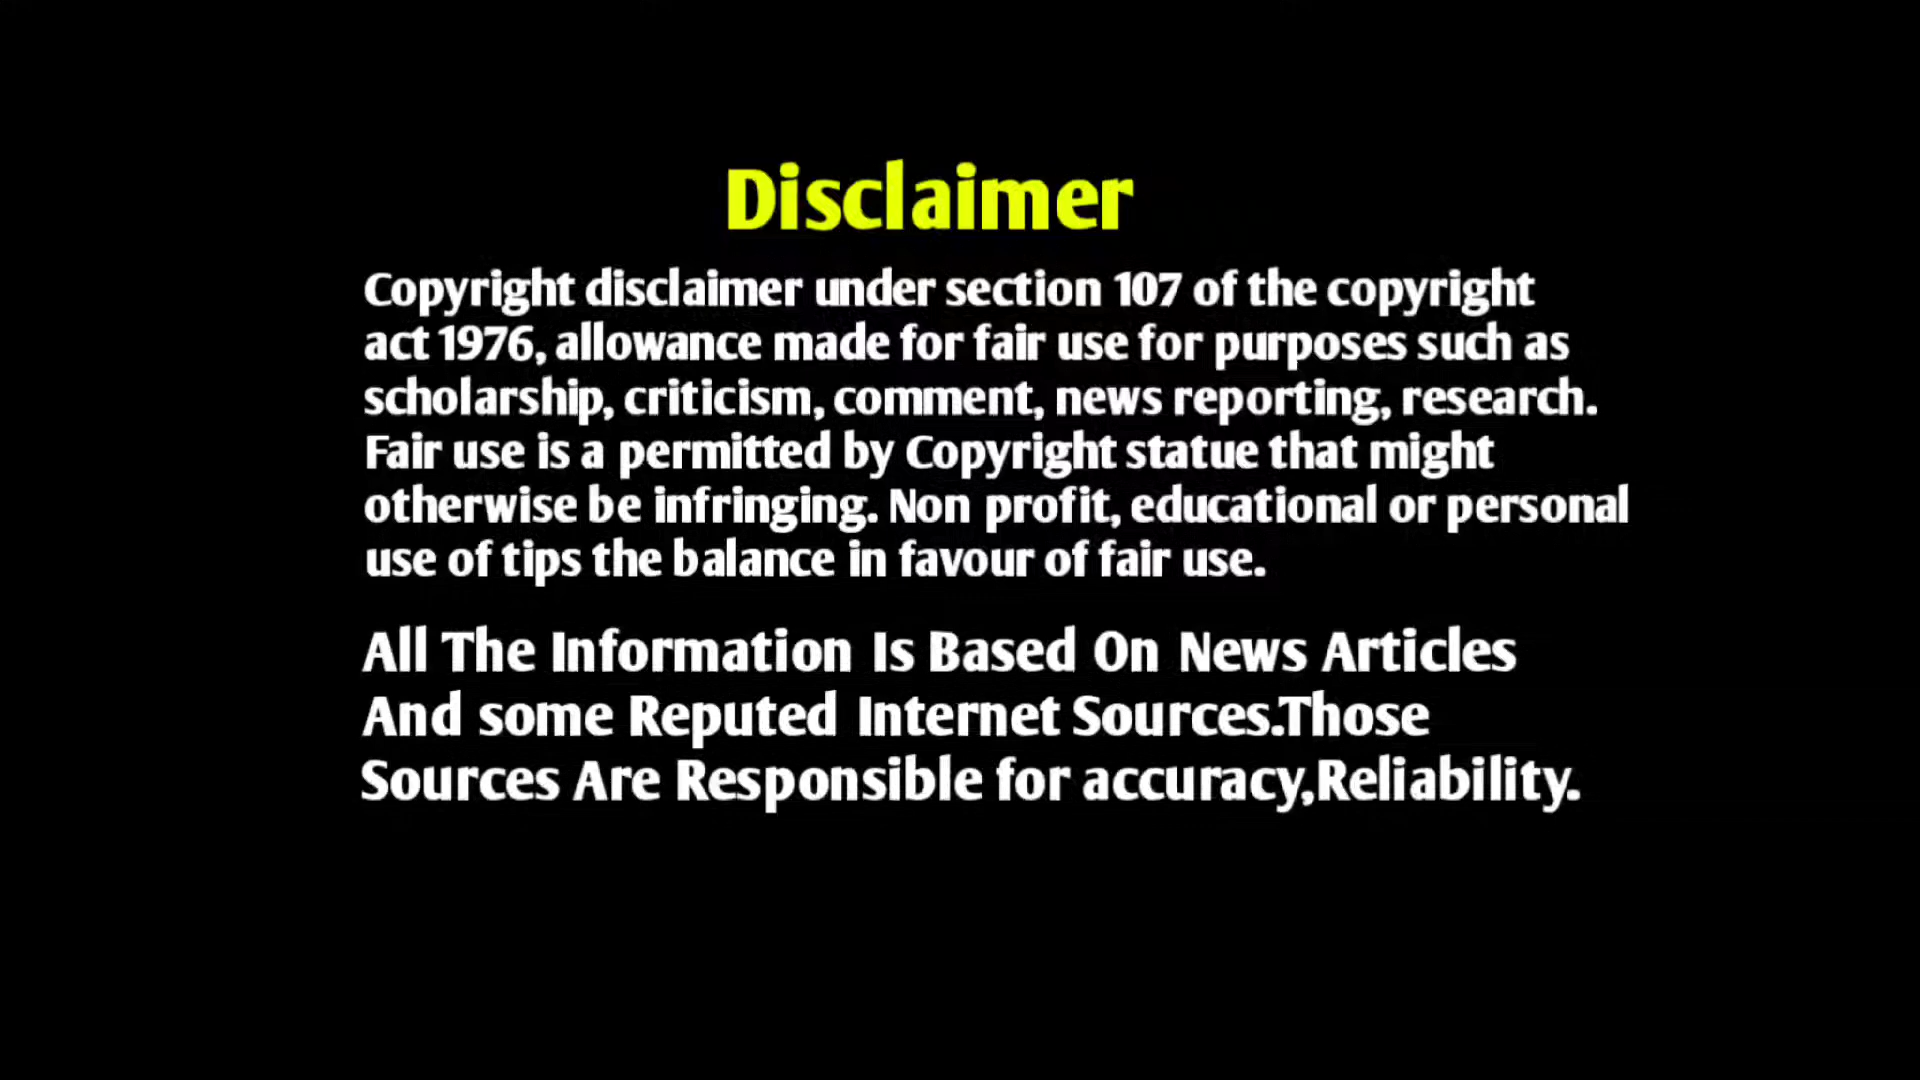 Disclaimer
Copyright disclaimer under section 107 of the copyright
act 1976, allowance made for fair use for purposes such as
scholarship, criticism, comment, news reporting, research.
Fair use is a permitted by Copyright statue that might
otherwise be infringing. Non profit, educational or personal
use of tips the balance in favour of fair use.
All The Information Is Based On News Articles
And some Reputed Internet Sources.Those
Sources Are Responsible for accuracy,Reliability.